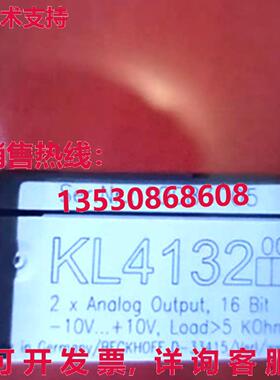 术支持
销售热线：
13530868608
KL4132
2 x Analog Output, 16 Bit
-10V...+10V, Load>5 KOhm
in Germany/BECKHOFF D-33415 Verl
可开发票，详询客服